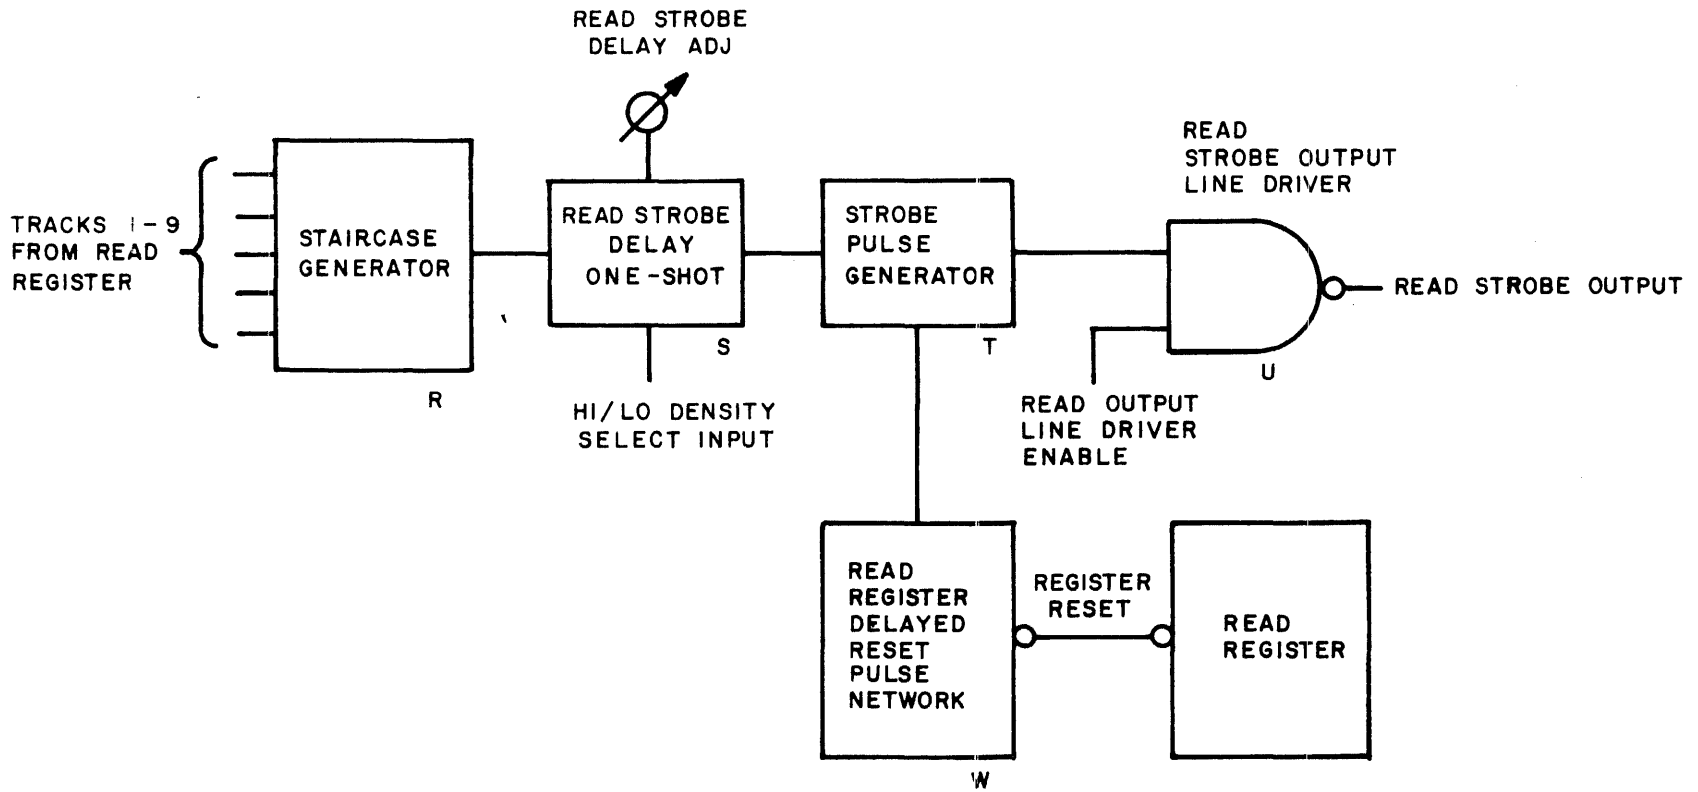 READ STROBE
DELAY ADJ
TRACKS 1-9
FROM READ
REGISTER
STAIRCASE
GENERATOR
R
READ STROBE
DELAY
ONE-SHOT
S
HI/LO DENSITY
SELECT INPUT
STROBE
PULSE
GENERATOR
T
READ
STROBE OUTPUT
LINE DRIVER
U
READ STROBE OUTPUT
READ OUTPUT
LINE DRIVER
ENABLE
READ
REGISTER
DELAYED
RESET
PULSE
NETWORK
W
REGISTER
RESET
READ
REGISTER